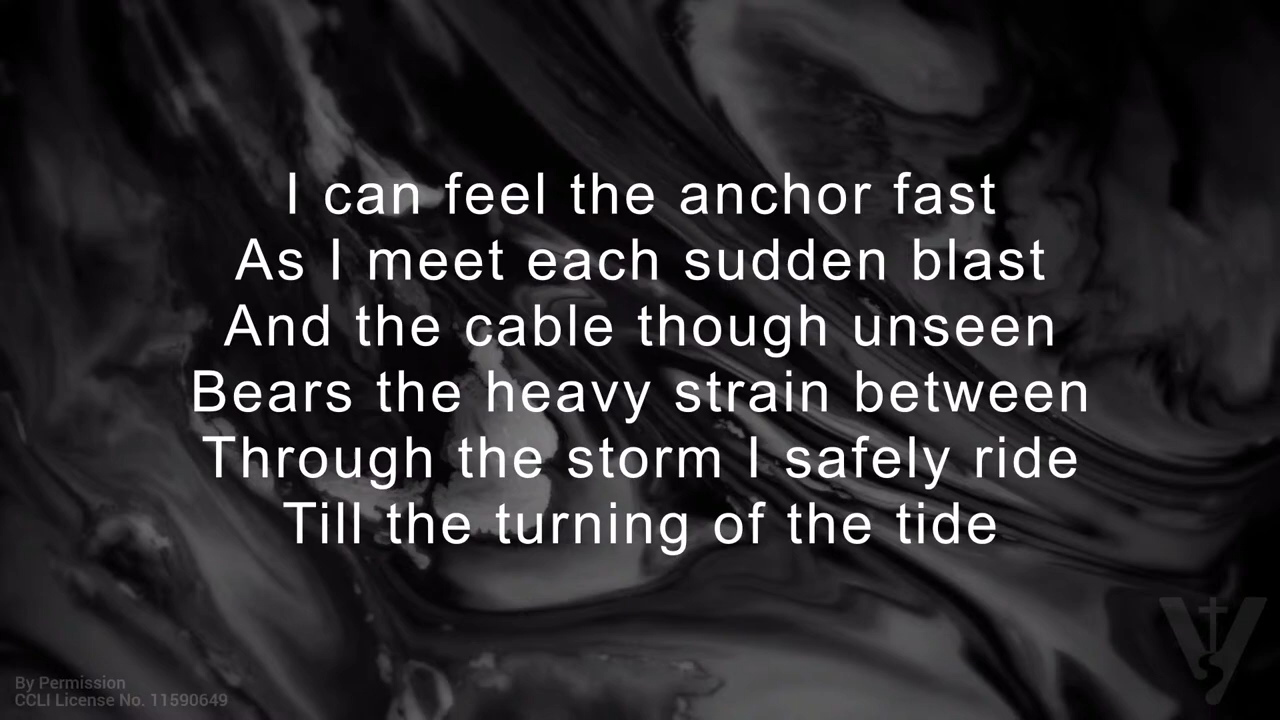 I can feel the anchor fast
As I meet each sudden blast
And the cable though unseen
Bears the heavy strain between
Through the storm I safely ride
Till the turning of the tide
By Permission
CCLI License No. 11590649